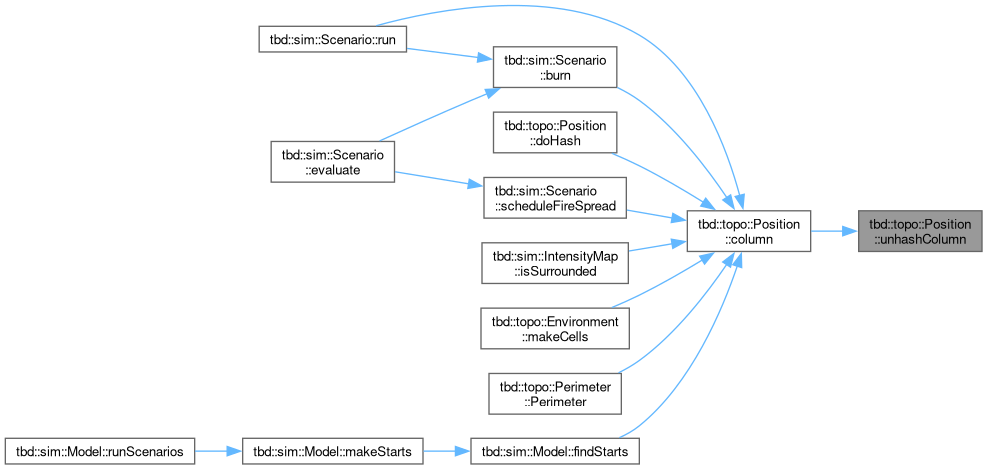 tbd::sim::Scenario::run
tbd::sim::Scenario
::burn
tbd::topo::Position
::doHash
tbd::sim::Scenario
::evaluate
tbd::sim::Scenario
::scheduleFireSpread
tbd::topo::Position
::column
tbd::topo::Position
::unhashColumn
tbd::sim::IntensityMap
::isSurrounded
tbd::topo::Environment
::makeCells
tbd::topo::Perimeter
::Perimeter
tbd::sim::Model::runScenarios
tbd::sim::Model::makeStarts
tbd::sim::Model::findStarts